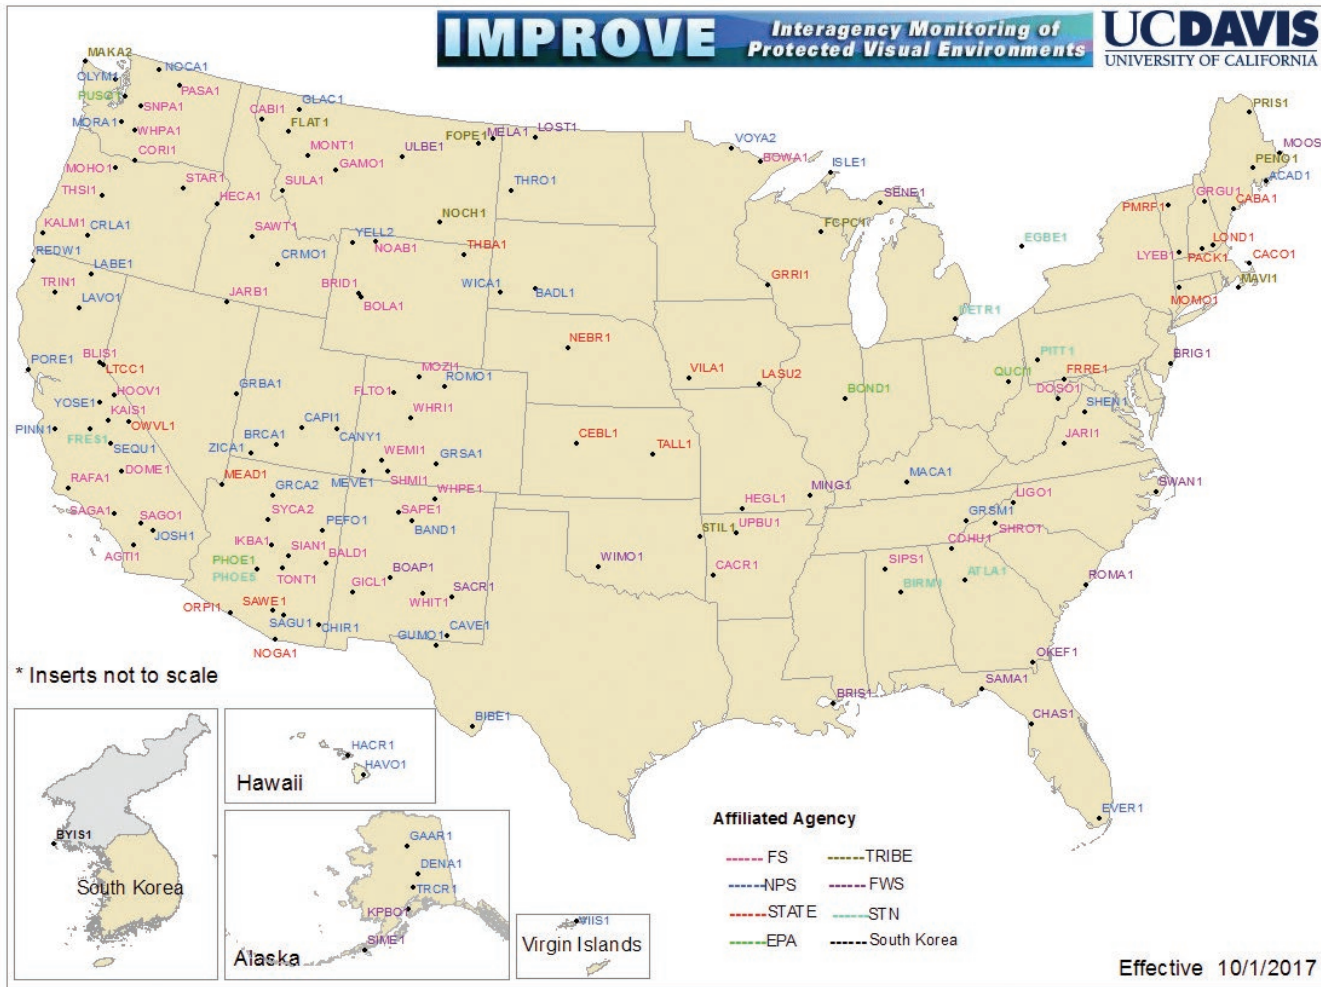 IMPROVE
Interagency Monitoring of
Protected Visual Environments
UCDAVIS
UNIVERSITY OF CALIFORNIA
MAKA2
OLYM1
NOCA1
PUSO1
PASA1
SNPA1
MORA1
WHPA1
CORI1
MOHO1
THSI1
STAR1
KALM1
CRLA1
REDW1
LABE1
TRIN1
LAVO1
CABI1
GLAC1
FLAT1
MONT1
GAMO1
SULA1
HECA1
SAWT1
CRMO1
JARB1
ULBE1
FOPE1
MELA1
LOST1
THRO1
NOCH1
YELL2
NOAB1
THBA1
BRID1
BOLA1
WICA1
BADL1
VOYA2
BOWA1
ISLE1
SENE1
FCPC1
GRRI1
EGBE1
DETR1
PRIS1
MOOS
PENO1
ACAD1
GRGU1
CABA1
PMRF1
LOND1
LYEB1
PACK1
CACO1
MAVI1
MOMO1
PORE1
BLIS1
LTCC1
HOOV1
YOSE1
KAIS1
OWVL1
PINN1
FRES1
SEQU1
DOME1
RAFA1
SAGA1
SAGO1
JOSH1
AGTI1
GRBA1
CAPI1
BRCA1
CANY1
ZICA1
MEAD1
GRCA2
SYCA2
PEFO1
IKBA1
SIAN1
BALD1
PHOE1
PHOE5
TONT1
ORPI1
SAWE1
SAGU1
CHIR1
NOGA1
MOZI1
ROMO1
FLTO1
WHRI1
WEMI1
GRSA1
MEVE1
SHMI1
WHPE1
SAPE1
BAND1
BOAP1
GICL1
SACR1
WHIT1
GUMO1
CAVE1
NEBR1
VILA1
LASU2
CEBL1
TALL1
BOND1
QUCI1
PITT1
FRRE1
DOSO1
SHEN1
BRIG1
JARI1
MACA1
MING1
HEGL1
STIL1
UPBU1
CACR1
WIMO1
SWAN1
LIGO1
GRSM1
SHRO1
COHU1
SIPS1
BIRM1
ATLA1
ROMA1
OKEF1
SAMA1
CHAS1
EVER1
BRIS1
BIBE1
* Inserts not to scale
BYIS1
South Korea
HACR1
HAVO1
Hawaii
GAAR1
DENA1
TRCR1
KPBO1
SIME1
Alaska
VIIS1
Virgin Islands
Affiliated Agency
FS
TRIBE
NPS
FWS
STATE
STN
EPA
South Korea
Effective 10/1/2017